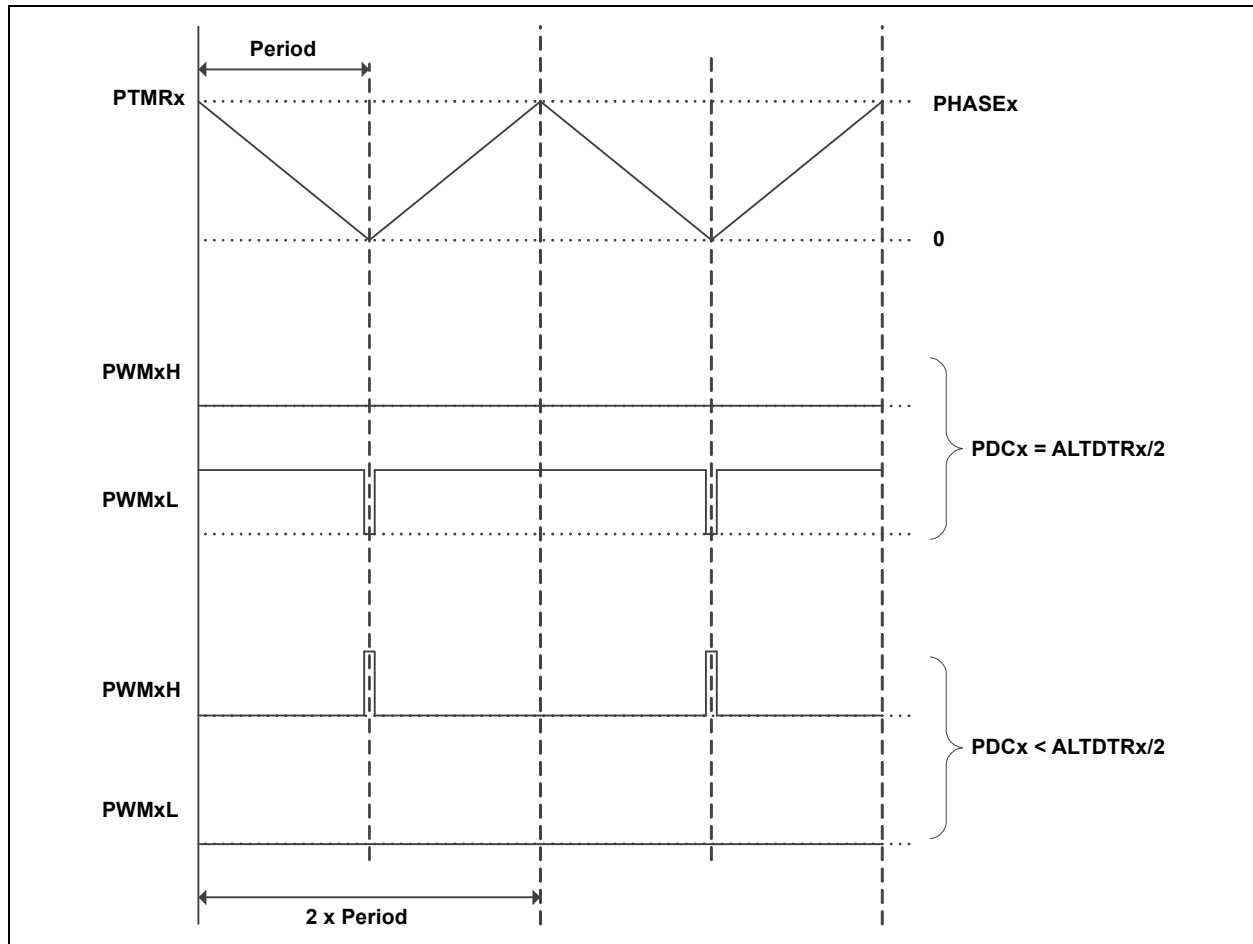 Period
PTMRx
PHASEx
0
PWMxH
PDCx = ALTDTRx/2
PWMxL
PWMxH
PDCx < ALTDTRx/2
PWMxL
2 x Period